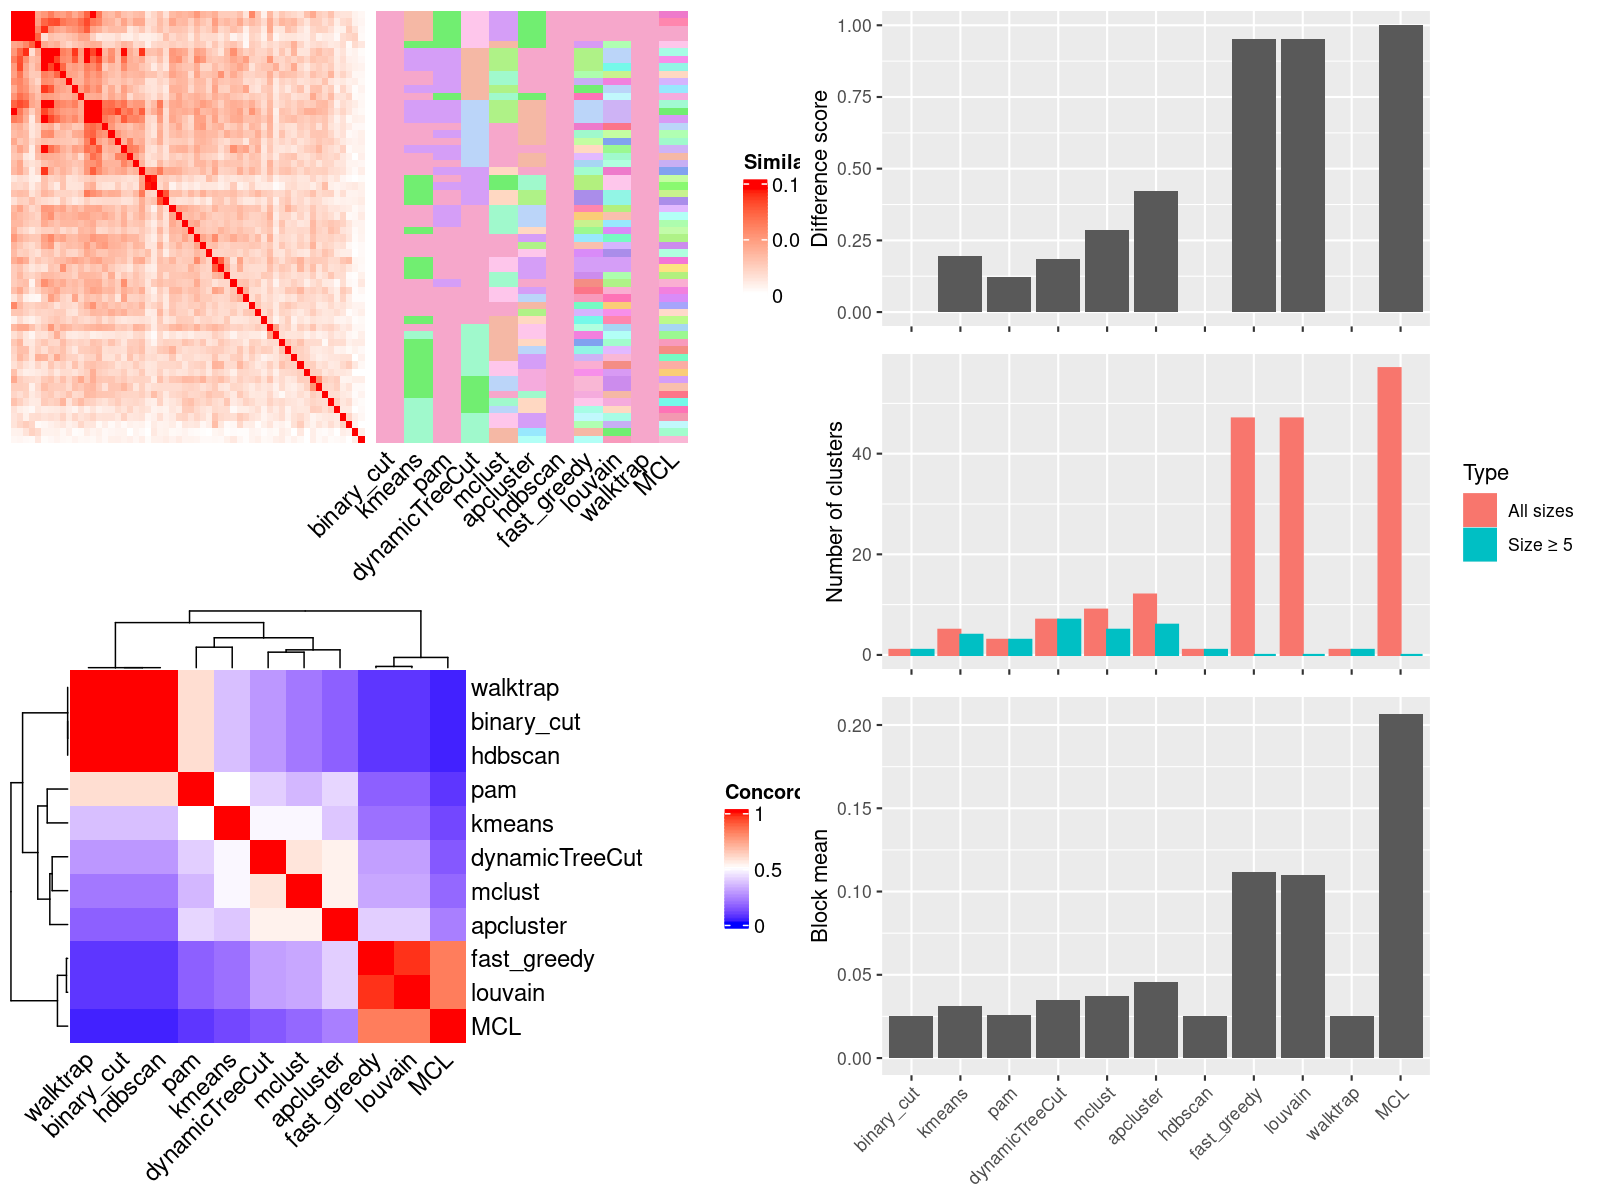 Simila
0.1
0.0
0
binary_cut
kmeans
pam
dynamicTreeCut
mclust
apcluster
hdbscan
fast_greedy
louvain
walktrap
MCL
walktrap
binary_cut
hdbscan
pam
kmeans
dynamicTreeCut
mclust
apcluster
fast_greedy
louvain
MCL
walktrap
binary_cut
hdbscan
pam
kmeans
dynamicTreeCut
mclust
apcluster
fast_greedy
louvain
MCL
Concord
1
0.5
0
Difference score
1.00
0.75
0.50
0.25
0.00
Number of clusters
40
20
0
Type
All sizes
Size ≥ 5
Block mean
0.20
0.15
0.10
0.05
0.00
binary_cut
kmeans
pam
dynamicTreeCut
mclust
apcluster
hdbscan
fast_greedy
louvain
walktrap
MCL